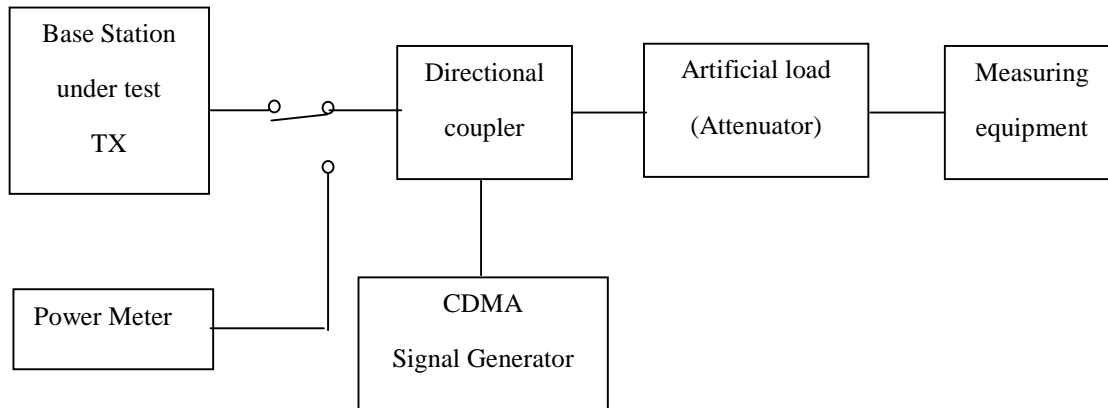 Base Station
under test
TX
Directional
coupler
Artificial load
(Attenuator)
Measuring
equipment
Power Meter
CDMA
Signal Generator